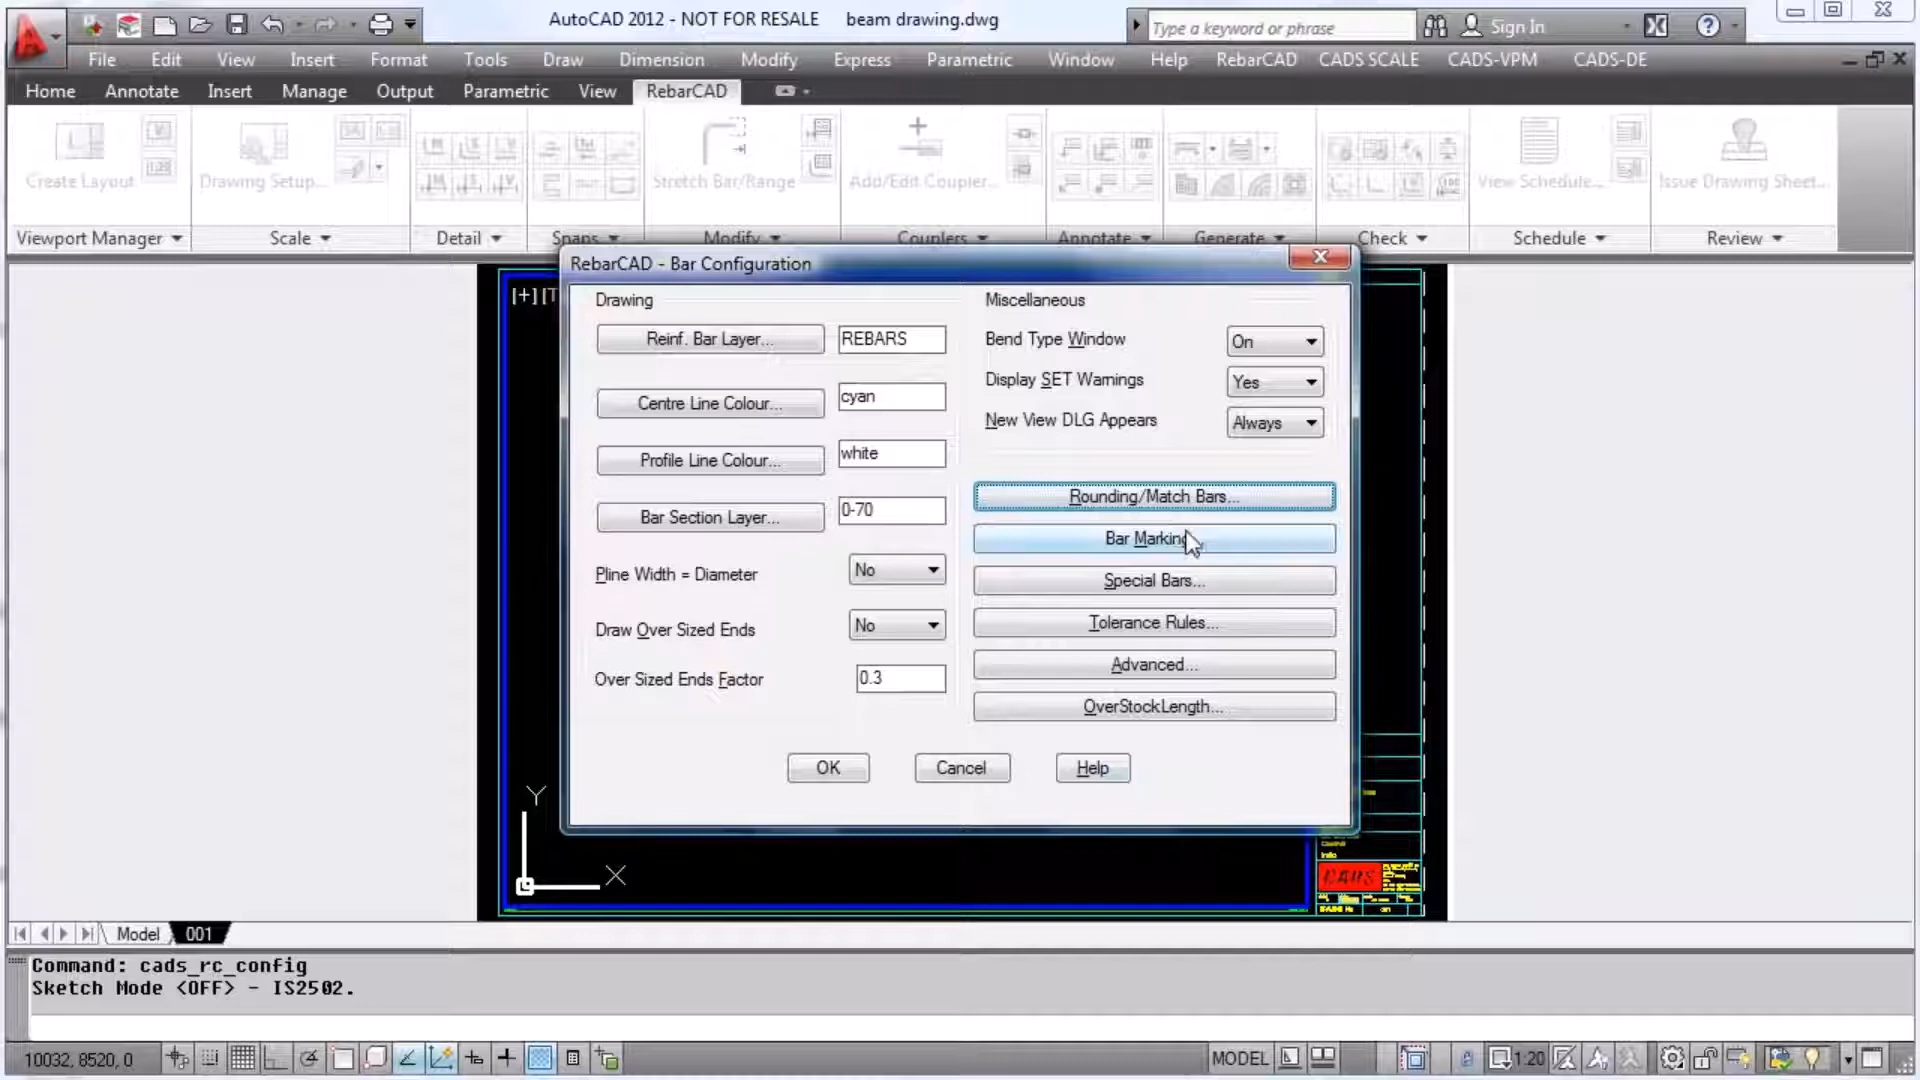 AutoCAD 2012 - NOT FOR RESALE beam drawing.dwg
Type a keyword or phrase
Sign In
File Edit View Insert Format Tools Draw Dimension Modify Express Parametric Window Help RebarCAD CADS SCALE CADS-VPM CADS-DE
Home Annotate Insert Manage Output Parametric View RebarCAD
Create Layout Drawing Setup... Stretch Bar/Range Add/Edit Coupler... View Schedule... Issue Drawing Sheet...
Viewport Manager Scale Detail Snaps Modify Couplers Annotate Generate Check Schedule Review
RebarCAD - Bar Configuration
[+] [T
Drawing
Reinf. Bar Layer... REBARS
Centre Line Colour... cyan
Profile Line Colour... white
Bar Section Layer... 0-70
Pline Width = Diameter No
Draw Over Sized Ends No
Over Sized Ends Factor 0.3
Miscellaneous
Bend Type Window On
Display SET Warnings Yes
New View DLG Appears Always
Rounding/Match Bars...
Bar Marking
Special Bars...
Tolerance Rules...
Advanced...
OverStockLength...
OK Cancel Help
Y
X
CADS
Model 001
Command: cads_rc_config
Sketch Mode <OFF> - IS2502.
10032, 8520, 0 MODEL 1:20